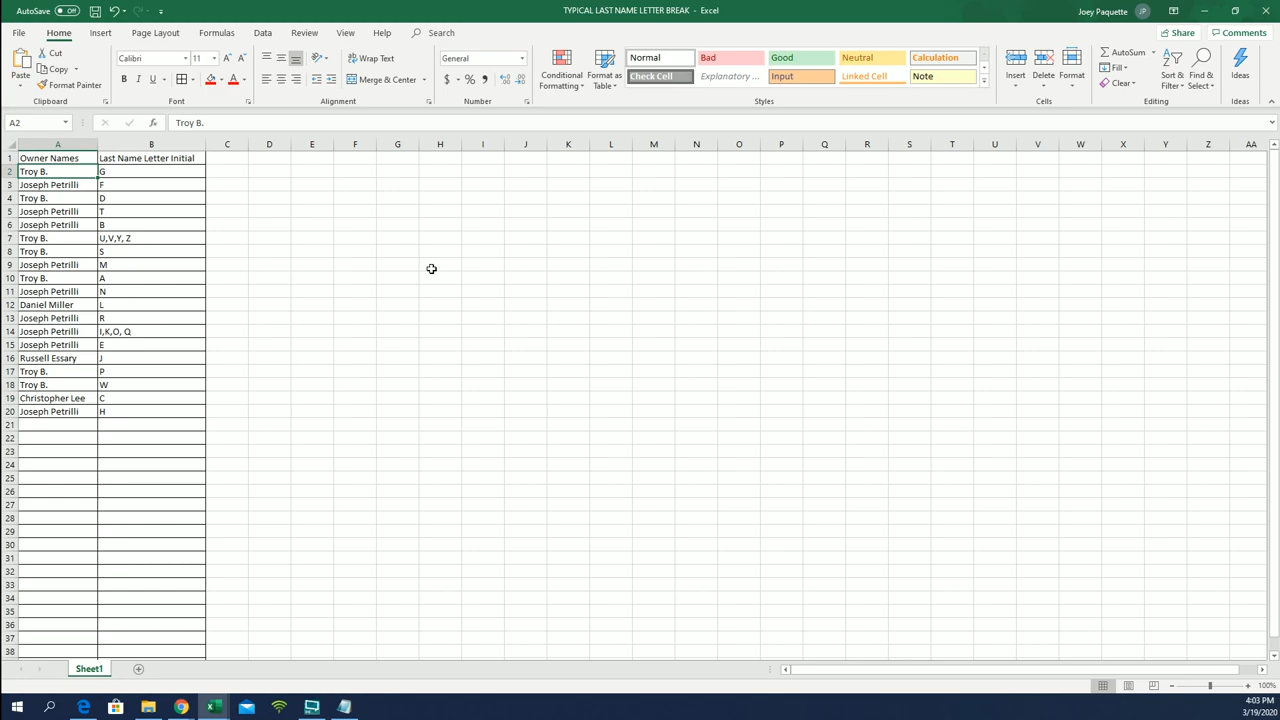 AutoSave Off TYPICAL LAST NAME LETTER BREAK - Excel Joey Paquette JP
File Home Insert Page Layout Formulas Data Review View Help Search Share Comments
Paste Cut Copy Format Painter Clipboard
Calibri 11 B I U A Font
Wrap Text Merge & Center Alignment
General $ % , Number
Conditional Formatting Format as Table
Normal Bad Good Neutral Calculation
Check Cell Explanatory ... Input Linked Cell Note
Styles
Insert Delete Format Cells
AutoSum Fill Clear Sort & Filter Find & Select Editing
Ideas Ideas
A2 fx Troy B.
A B C D E F G H I J K L M N O P Q R S T U V W X Y Z AA
1 Owner Names Last Name Letter Initial
2 Troy B. G
3 Joseph Petrilli F
4 Troy B. D
5 Joseph Petrilli T
6 Joseph Petrilli B
7 Troy B. U,V,Y, Z
8 Troy B. S
9 Joseph Petrilli M
10 Troy B. A
11 Joseph Petrilli N
12 Daniel Miller L
13 Joseph Petrilli R
14 Joseph Petrilli I,K,O, Q
15 Joseph Petrilli E
16 Russell Essary J
17 Troy B. P
18 Troy B. W
19 Christopher Lee C
20 Joseph Petrilli H
21
22
23
24
25
26
27
28
29
30
31
32
33
34
35
36
37
38
Sheet1
100%
4:03 PM
3/19/2020